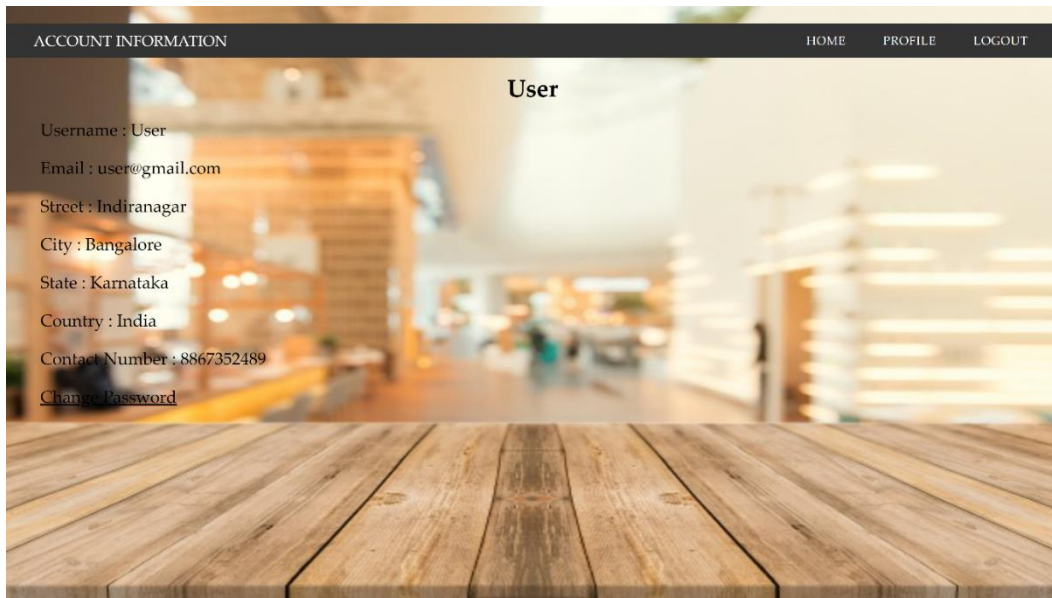 ACCOUNT INFORMATION HOME PROFILE LOGOUT
User
Username : User
Email : user@gmail.com
Street : Indiranagar
City : Bangalore
State : Karnataka
Country : India
Contact Number : 8867352489
Change Password